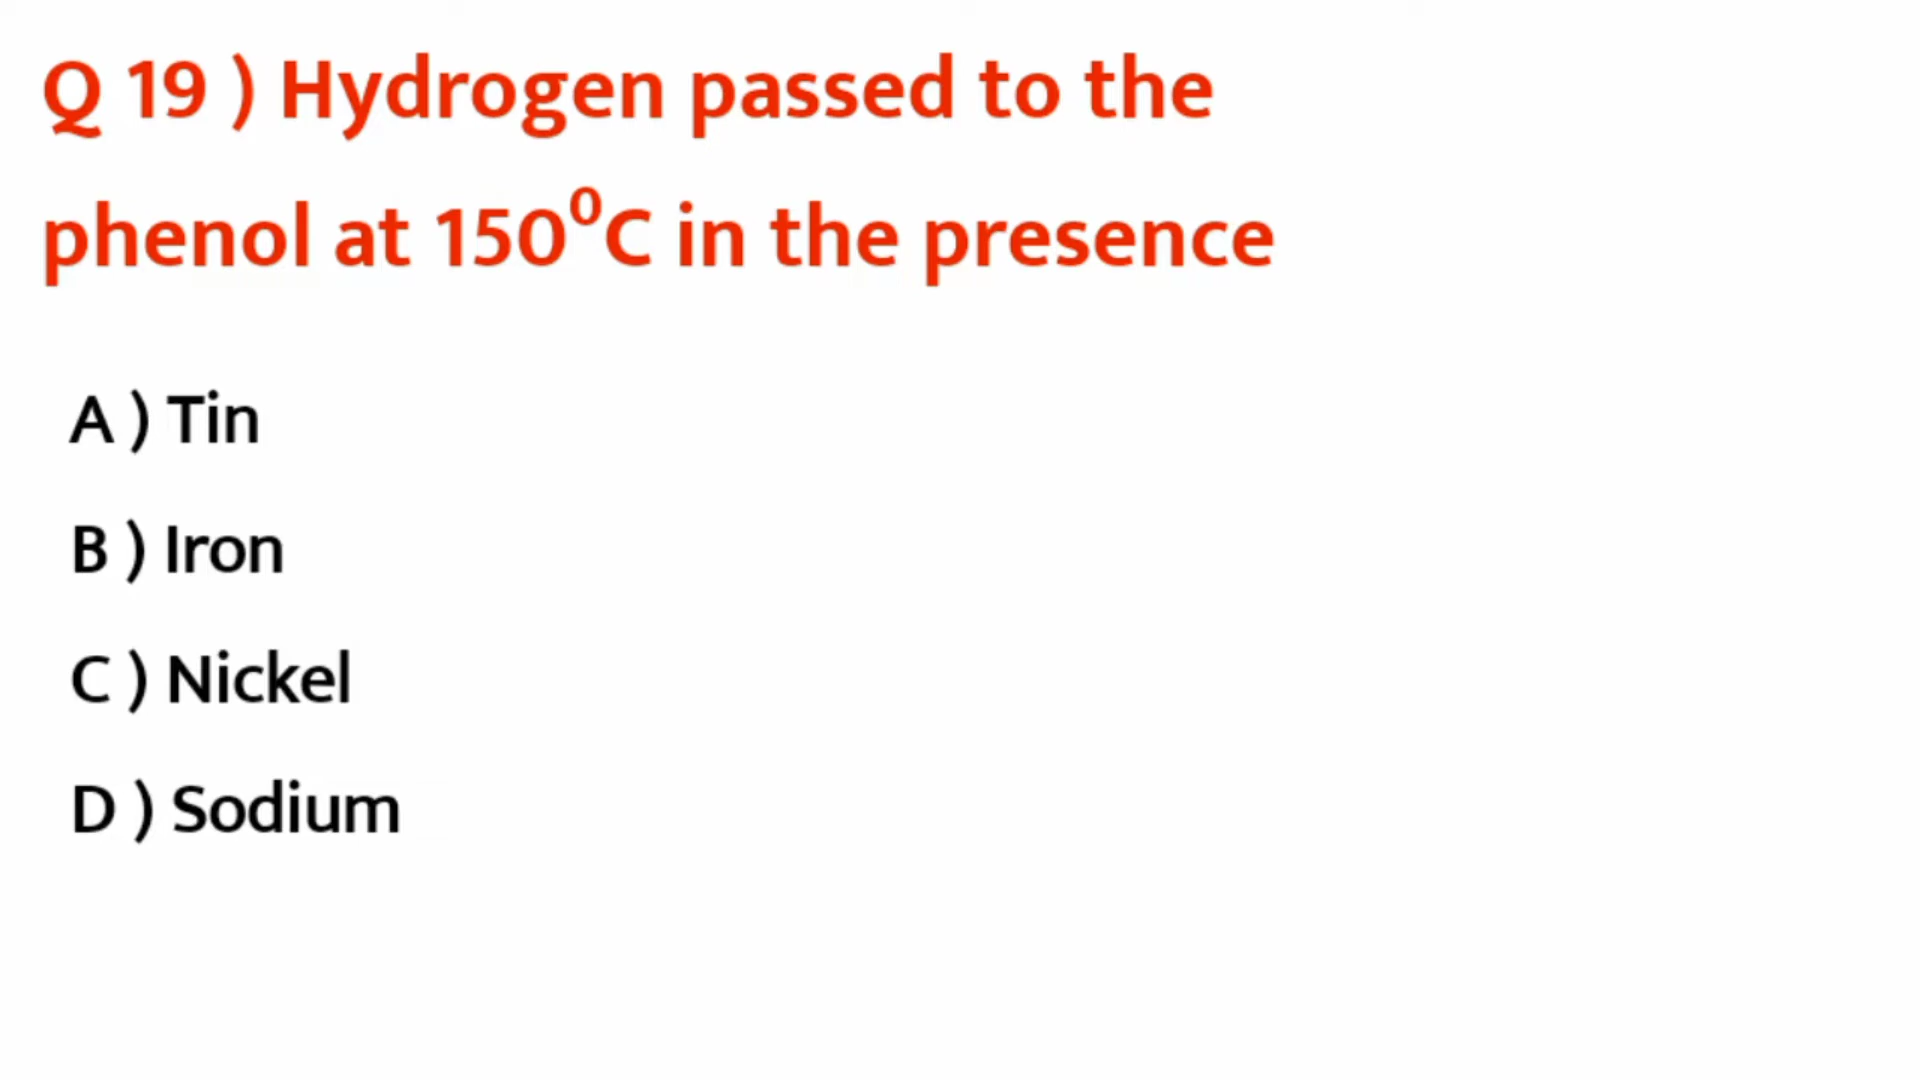 Q 19 ) Hydrogen passed to the
phenol at 150⁰C in the presence
A ) Tin
B ) Iron
C ) Nickel
D ) Sodium